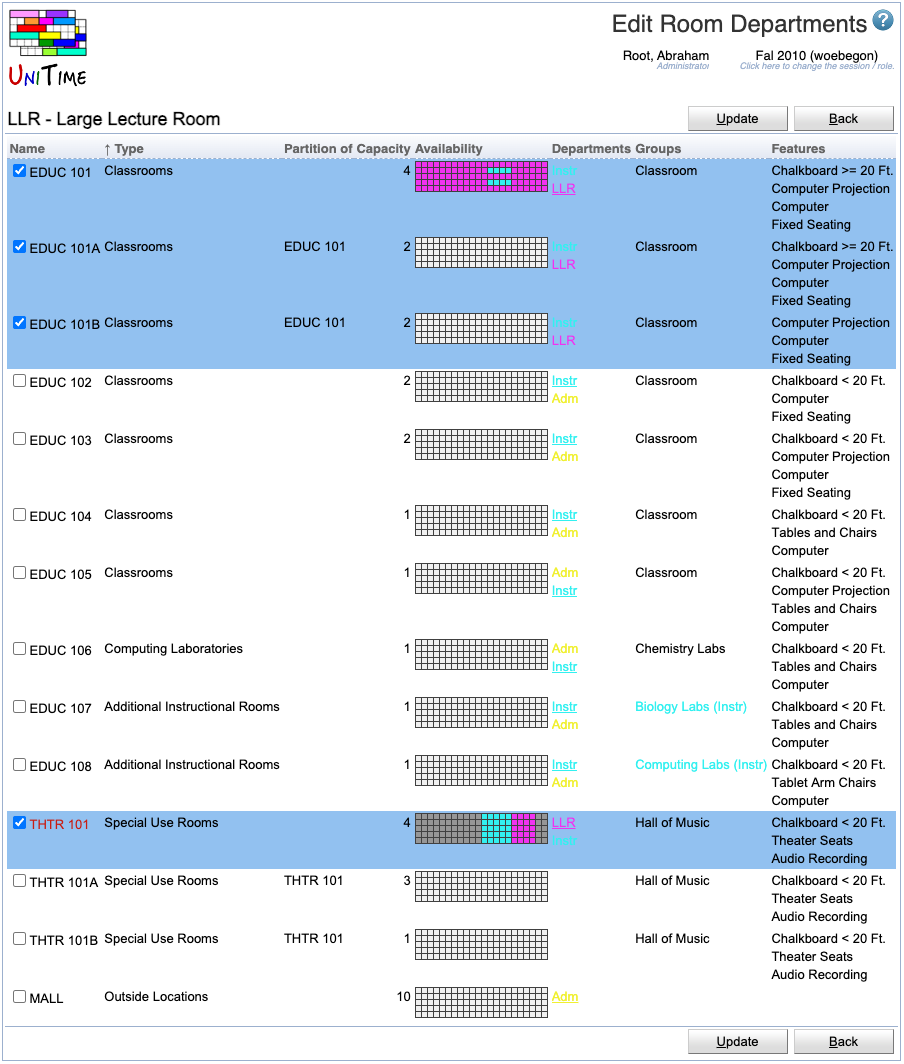 Edit Room Departments ?
UniTime
Root, Abraham Fal 2010 (woebegon)
Administrator Click here to change the session / role.
LLR - Large Lecture Room Update Back
Name ↑ Type Partition of Capacity Availability Departments Groups Features
EDUC 101 Classrooms 4 Instr Classroom Chalkboard >= 20 Ft.
LLR Computer Projection
Computer
Fixed Seating
EDUC 101A Classrooms EDUC 101 2 Instr Classroom Chalkboard >= 20 Ft.
LLR Computer Projection
Computer
Fixed Seating
EDUC 101B Classrooms EDUC 101 2 Instr Classroom Computer Projection
LLR Computer
Fixed Seating
EDUC 102 Classrooms 2 Instr Classroom Chalkboard < 20 Ft.
Adm Computer
Fixed Seating
EDUC 103 Classrooms 2 Instr Classroom Chalkboard < 20 Ft.
Adm Computer Projection
Computer
Fixed Seating
EDUC 104 Classrooms 1 Instr Classroom Chalkboard < 20 Ft.
Adm Tables and Chairs
Computer
EDUC 105 Classrooms 1 Adm Classroom Chalkboard < 20 Ft.
Instr Computer Projection
Tables and Chairs
Computer
EDUC 106 Computing Laboratories 1 Adm Chemistry Labs Chalkboard < 20 Ft.
Instr Tables and Chairs
Computer
EDUC 107 Additional Instructional Rooms 1 Instr Biology Labs (Instr) Chalkboard < 20 Ft.
Adm Tables and Chairs
Computer
EDUC 108 Additional Instructional Rooms 1 Instr Computing Labs (Instr) Chalkboard < 20 Ft.
Adm Tablet Arm Chairs
Computer
THTR 101 Special Use Rooms 4 LLR Hall of Music Chalkboard < 20 Ft.
Instr Theater Seats
Audio Recording
THTR 101A Special Use Rooms THTR 101 3 Hall of Music Chalkboard < 20 Ft.
Theater Seats
Audio Recording
THTR 101B Special Use Rooms THTR 101 1 Hall of Music Chalkboard < 20 Ft.
Theater Seats
Audio Recording
MALL Outside Locations 10 Adm
Update Back